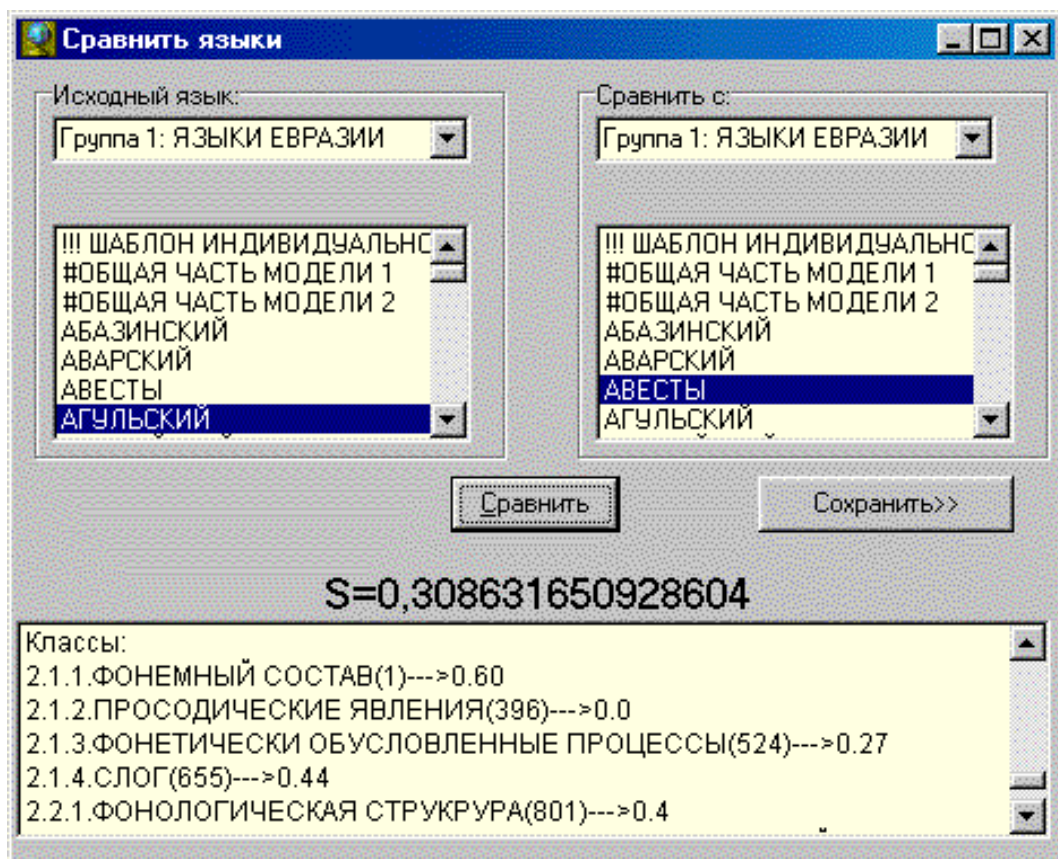 Сравнить языки
Исходный язык:
Группа 1: ЯЗЫКИ ЕВРАЗИИ
!!! ШАБЛОН ИНДИВИДУАЛЬНО
#ОБЩАЯ ЧАСТЬ МОДЕЛИ 1
#ОБЩАЯ ЧАСТЬ МОДЕЛИ 2
АБАЗИНСКИЙ
АВАРСКИЙ
АВЕСТЫ
АГУЛЬСКИЙ
Сравнить с:
Группа 1: ЯЗЫКИ ЕВРАЗИИ
!!! ШАБЛОН ИНДИВИДУАЛЬНО
#ОБЩАЯ ЧАСТЬ МОДЕЛИ 1
#ОБЩАЯ ЧАСТЬ МОДЕЛИ 2
АБАЗИНСКИЙ
АВАРСКИЙ
АВЕСТЫ
АГУЛЬСКИЙ
Сравнить
Сохранить>>
S=0,308631650928604
Классы:
2.1.1.ФОНЕМНЫЙ СОСТАВ(1)--->0.60
2.1.2.ПРОСОДИЧЕСКИЕ ЯВЛЕНИЯ(396)--->0.0
2.1.3.ФОНЕТИЧЕСКИ ОБУСЛОВЛЕННЫЕ ПРОЦЕССЫ(524)--->0.27
2.1.4.СЛОГ(655)--->0.44
2.2.1.ФОНОЛОГИЧЕСКАЯ СТРУКРУРА(801)--->0.4